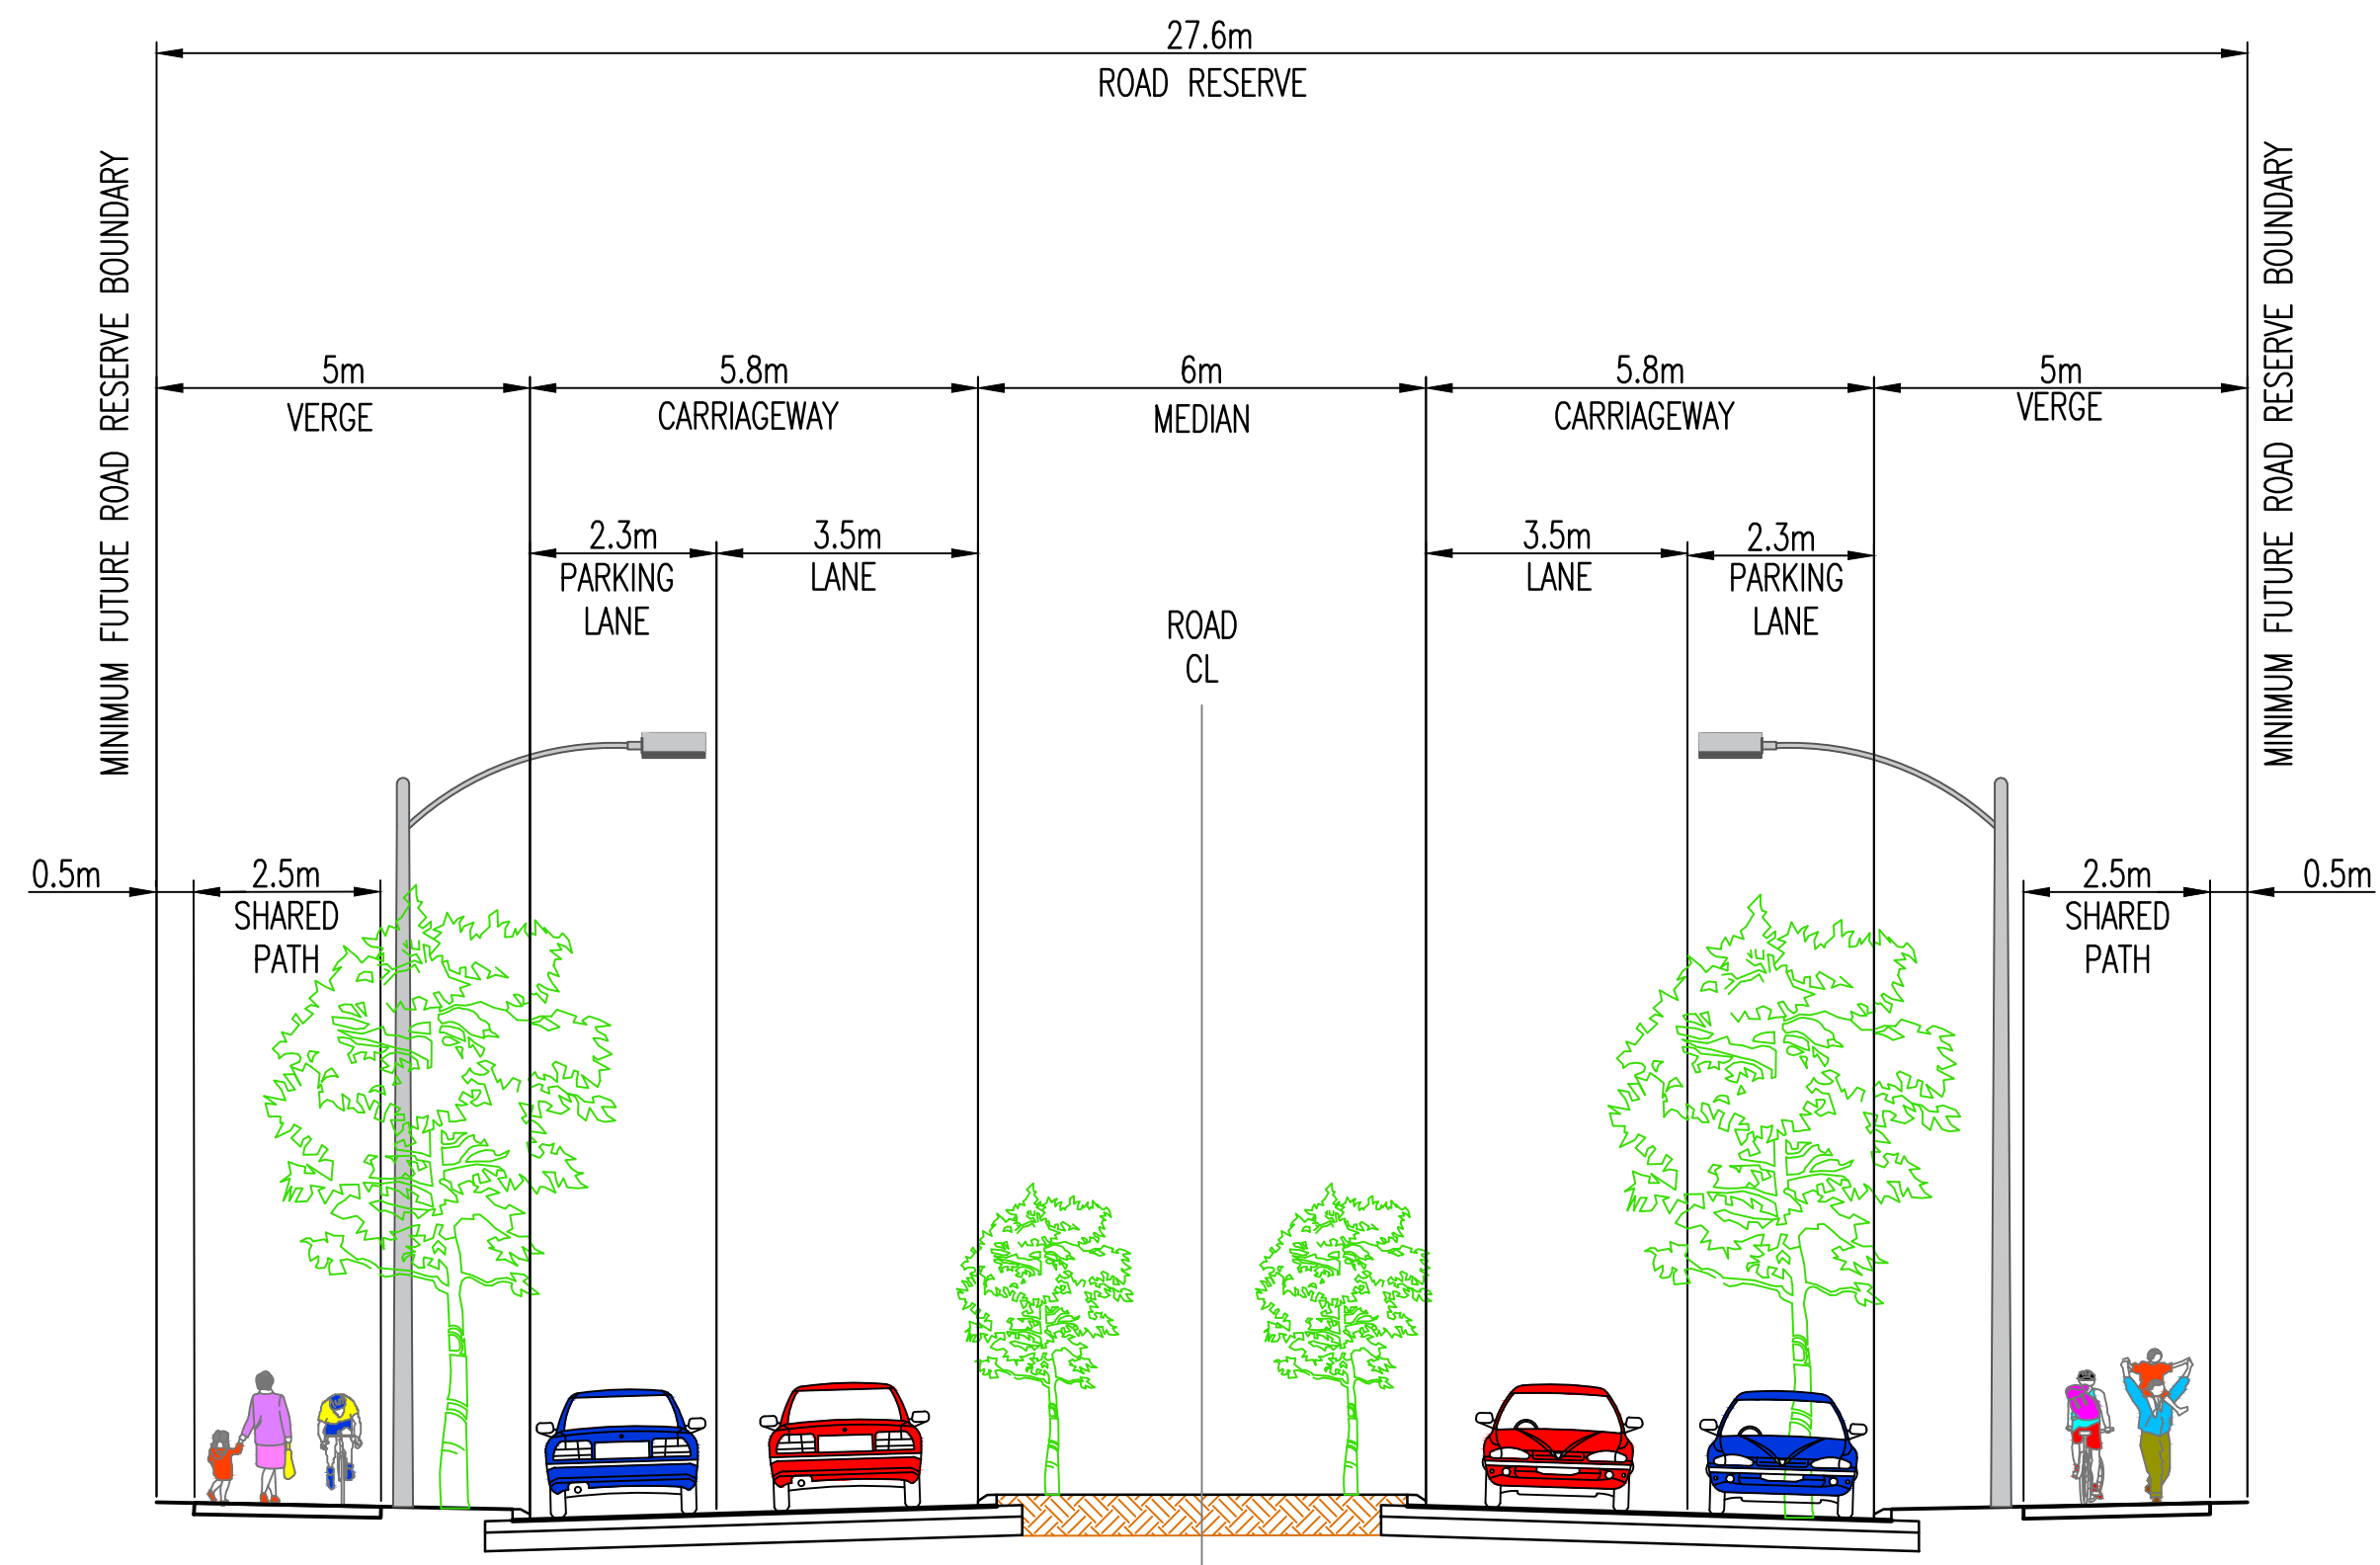 27.6m
ROAD RESERVE
MINIMUM FUTURE ROAD RESERVE BOUNDARY
MINIMUM FUTURE ROAD RESERVE BOUNDARY
5m
VERGE
5.8m
CARRIAGEWAY
6m
MEDIAN
5.8m
CARRIAGEWAY
5m
VERGE
2.3m
PARKING
LANE
3.5m
LANE
3.5m
LANE
2.3m
PARKING
LANE
ROAD
CL
0.5m
2.5m
SHARED
PATH
2.5m
SHARED
PATH
0.5m